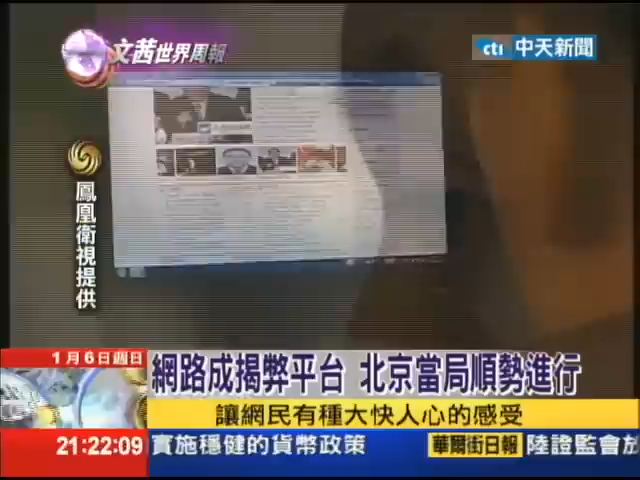 文茜世界周報
cti 中天新聞
鳳凰衛視提供
1月6日週日
網路成揭弊平台 北京當局順勢進行
讓網民有種大快人心的感受
21:22:09
實施穩健的貨幣政策 華爾街日報 陸證監會放